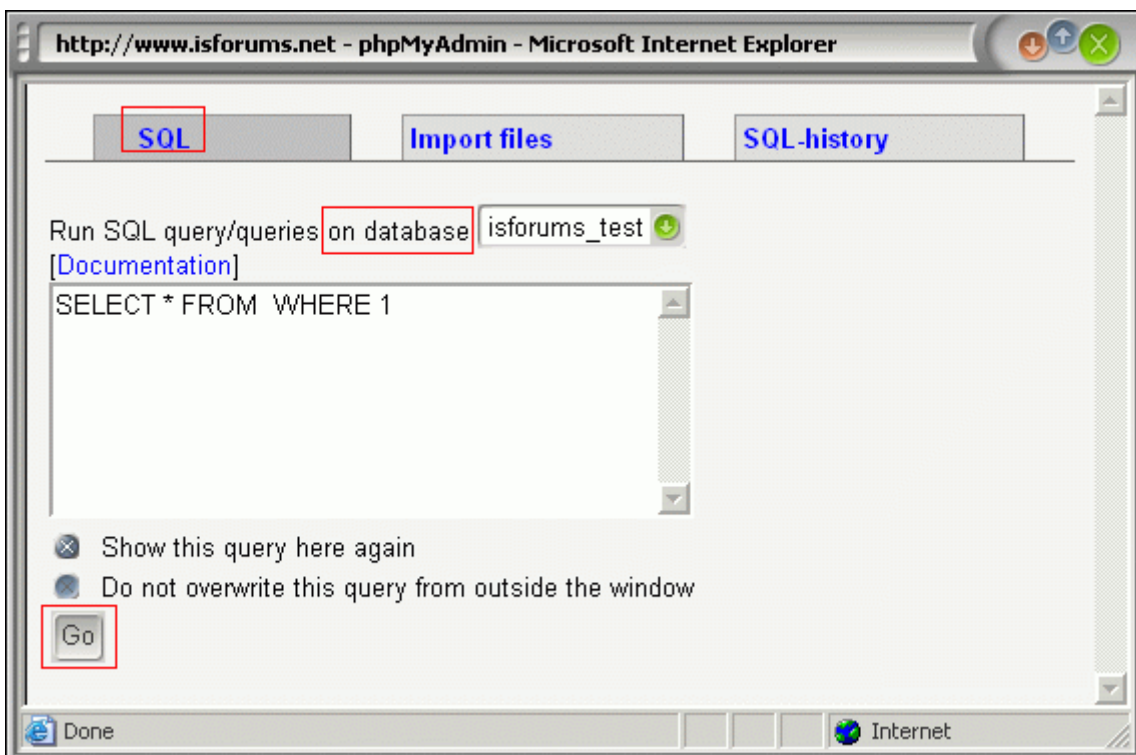 http://www.isforums.net - phpMyAdmin - Microsoft Internet Explorer
SQL Import files SQL-history
Run SQL query/queries on database isforums_test
[Documentation]
SELECT * FROM  WHERE 1
Show this query here again
Do not overwrite this query from outside the window
Go
Done Internet